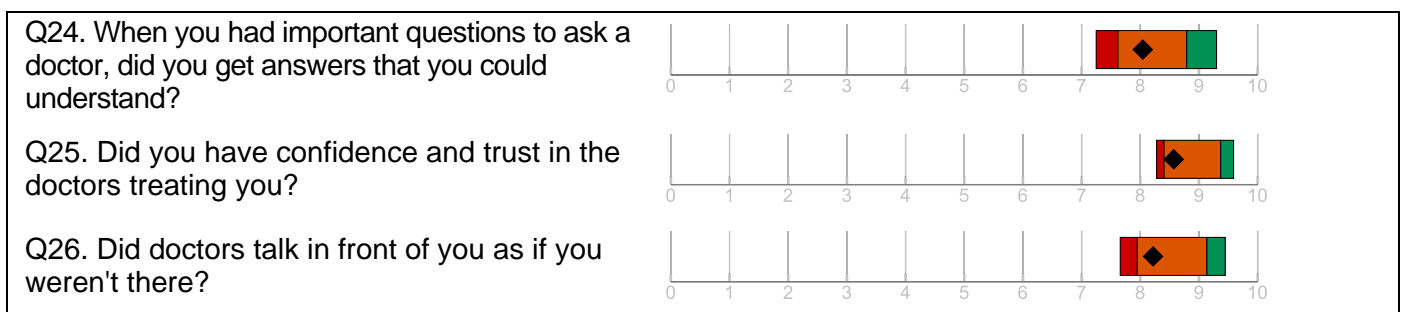 Q24. When you had important questions to ask a
doctor, did you get answers that you could
understand?
0 1 2 3 4 5 6 7 8 9 10
Q25. Did you have confidence and trust in the
doctors treating you?
0 1 2 3 4 5 6 7 8 9 10
Q26. Did doctors talk in front of you as if you
weren't there?
0 1 2 3 4 5 6 7 8 9 10